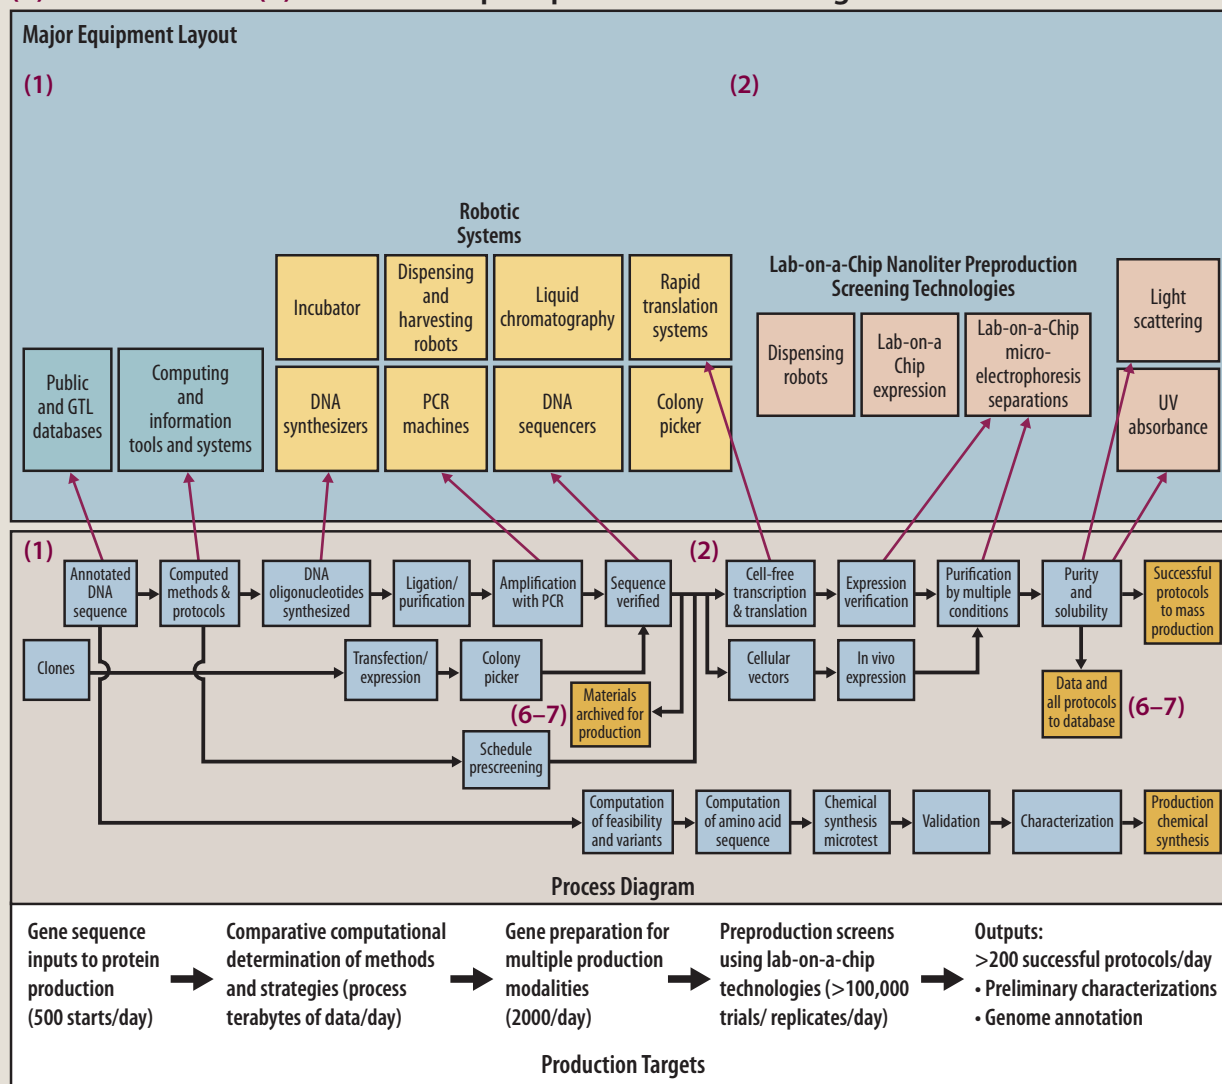 Major Equipment Layout
(1)
(2)
Robotic
Systems
Incubator
Dispensing
and
harvesting
robots
Liquid
chromatography
Rapid
translation
systems
Lab-on-a-Chip Nanoliter Preproduction
Screening Technologies
Light
scattering
Public
and GTL
databases
Computing
and
information
tools and systems
DNA
synthesizers
PCR
machines
DNA
sequencers
Colony
picker
Dispensing
robots
Lab-on-a
Chip
expression
Lab-on-a-Chip
micro-
electrophoresis
separations
UV
absorbance
(1)
(2)
Annotated
DNA
sequence
Computed
methods &
protocols
DNA
oligonucleotides
synthesized
Ligation/
purification
Amplification
with PCR
Sequence
verified
Cell-free
transcription
& translation
Expression
verification
Purification
by multiple
conditions
Purity
and
solubility
Successful
protocols
to mass
production
Clones
Transfection/
expression
Colony
picker
Cellular
vectors
In vivo
expression
(6–7)
Materials
archived for
production
Data and
all protocols
to database
(6–7)
Schedule
prescreening
Computation
of feasibility
and variants
Computation
of amino acid
sequence
Chemical
synthesis
microtest
Validation
Characterization
Production
chemical
synthesis
Process Diagram
Gene sequence
inputs to protein
production
(500 starts/day)
Comparative computational
determination of methods
and strategies (process
terabytes of data/day)
Gene preparation for
multiple production
modalities
(2000/day)
Preproduction screens
using lab-on-a-chip
technologies (>100,000
trials/ replicates/day)
Outputs:
>200 successful protocols/day
• Preliminary characterizations
• Genome annotation
Production Targets